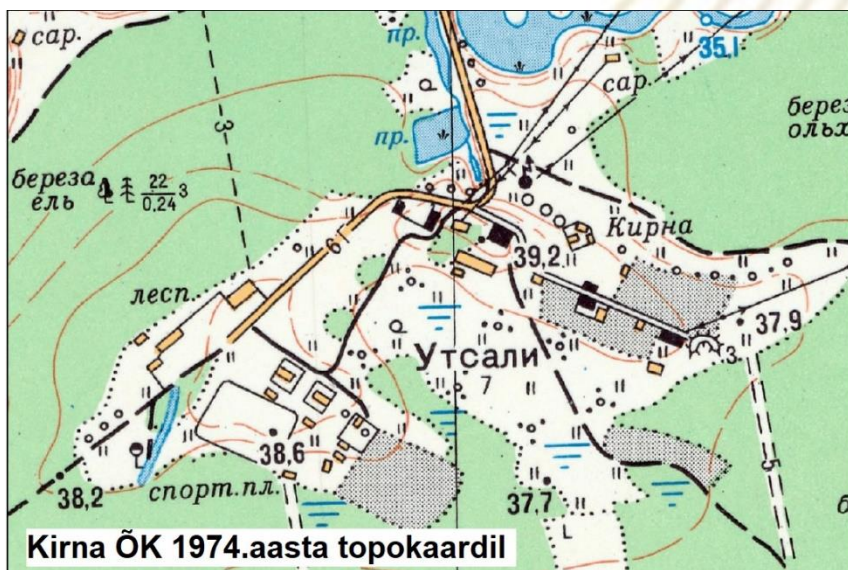 сар.
пр.
35,1
сар.
3
пр.
береза
ель
22
0,24
3
береза
ольх
Кирна
39,2
6
лесп.
37,9
Утсали
7
3
38,6
38,2
спорт.пл.
37,7
5
L
б
Kirna ÕK 1974.aasta topokaardil